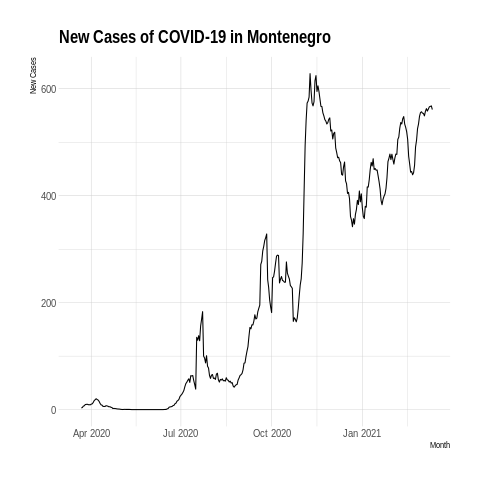 New Cases of COVID-19 in Montenegro
New Cases
600
400
200
0
Apr 2020
Jul 2020
Oct 2020
Jan 2021
Month